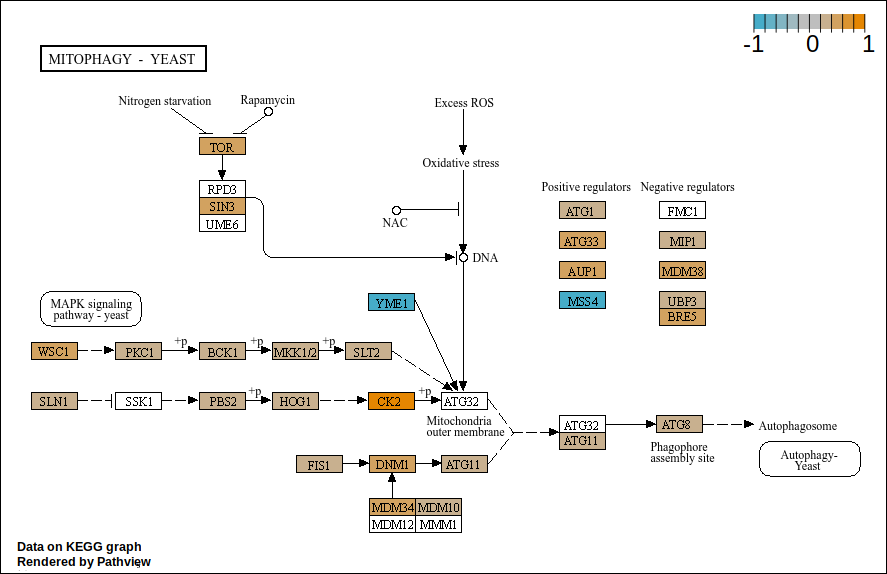 -1 0 1
MITOPHAGY - YEAST
Nitrogen starvation
Rapamycin
Excess ROS
TOR
Oxidative stress
RPD3
SIN3
UME6
NAC
DNA
Positive regulators
Negative regulators
ATG1
FMC1
ATG33
MIP1
AUP1
MDM38
MSS4
UBP3
BRE5
YME1
MAPK signaling
pathway - yeast
WSC1
PKC1
+p
BCK1
+p
MKK1/2
+p
SLT2
SLN1
SSK1
PBS2
+p
HOG1
CK2
+p
ATG32
Mitochondria
outer membrane
ATG32
ATG11
ATG8
Autophagosome
Phagophore
assembly site
Autophagy-
Yeast
FIS1
DNM1
ATG11
MDM34
MDM10
MDM12
MMM1
Data on KEGG graph
Rendered by Pathview